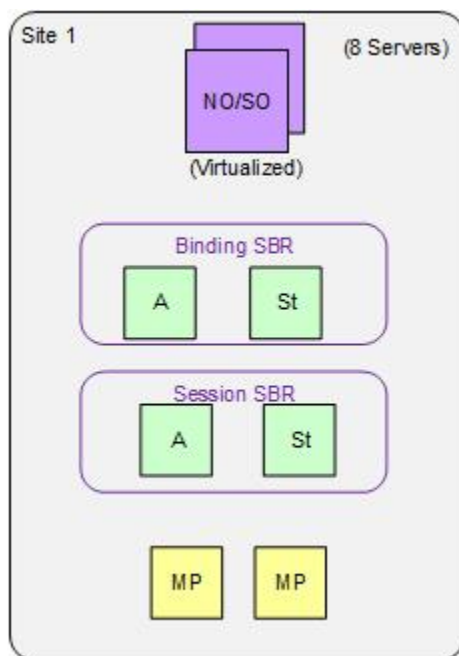 Site 1
(8 Servers)
NO/SO
(Virtualized)
Binding SBR
A St
Session SBR
A St
MP MP